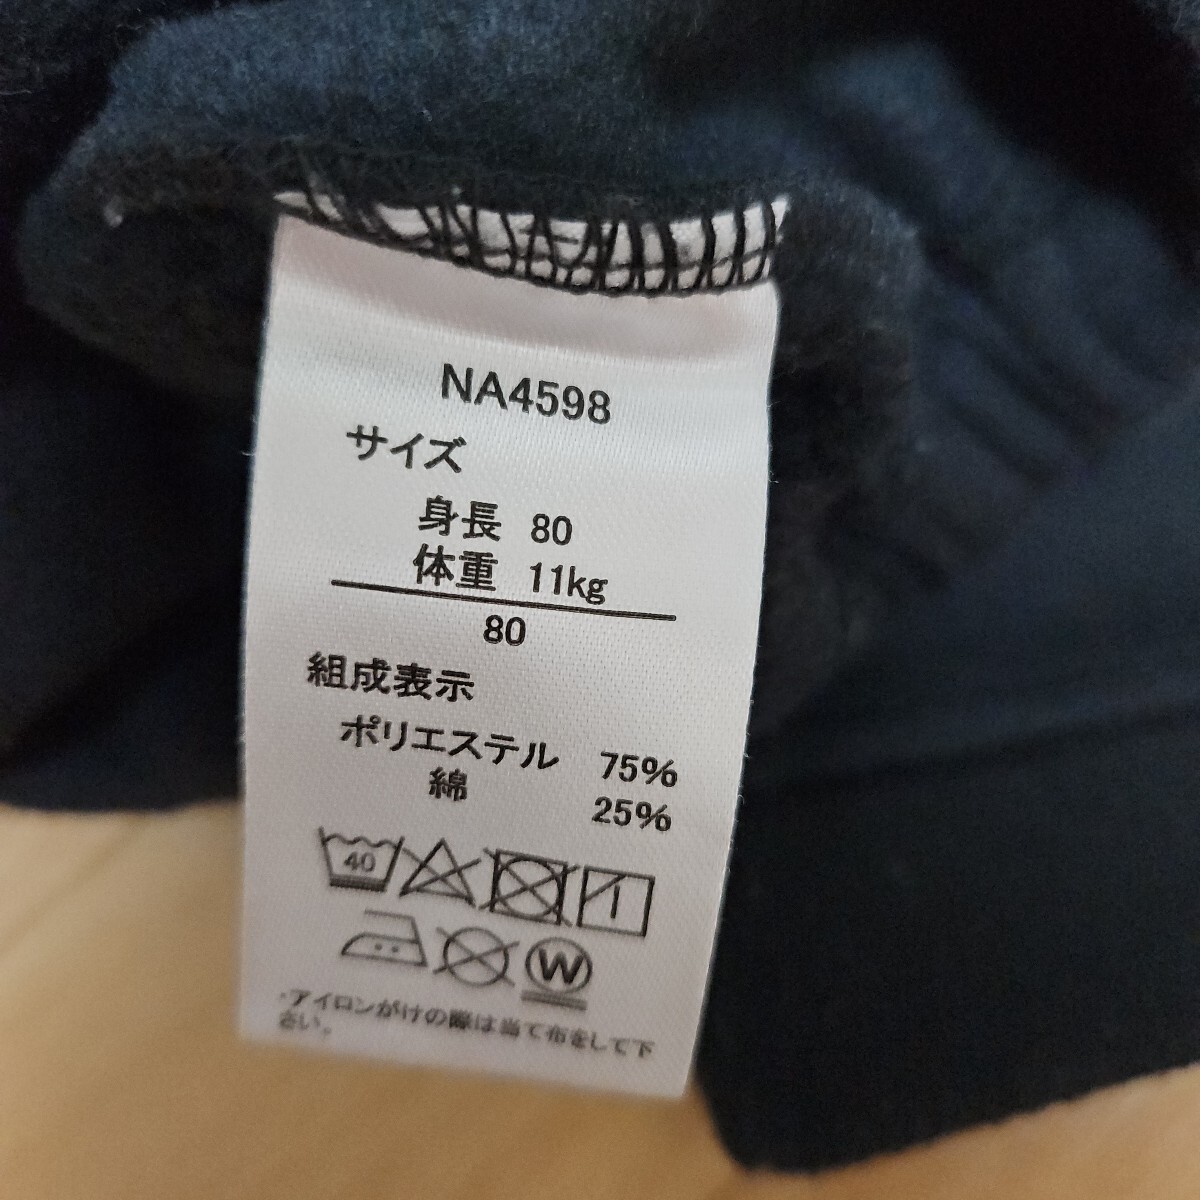 NA4598
サイズ
身長 80
体重 11kg
80
組成表示
ポリエステル 75%
綿 25%
40
W
・アイロンがけの際は当て布をして下
さい。